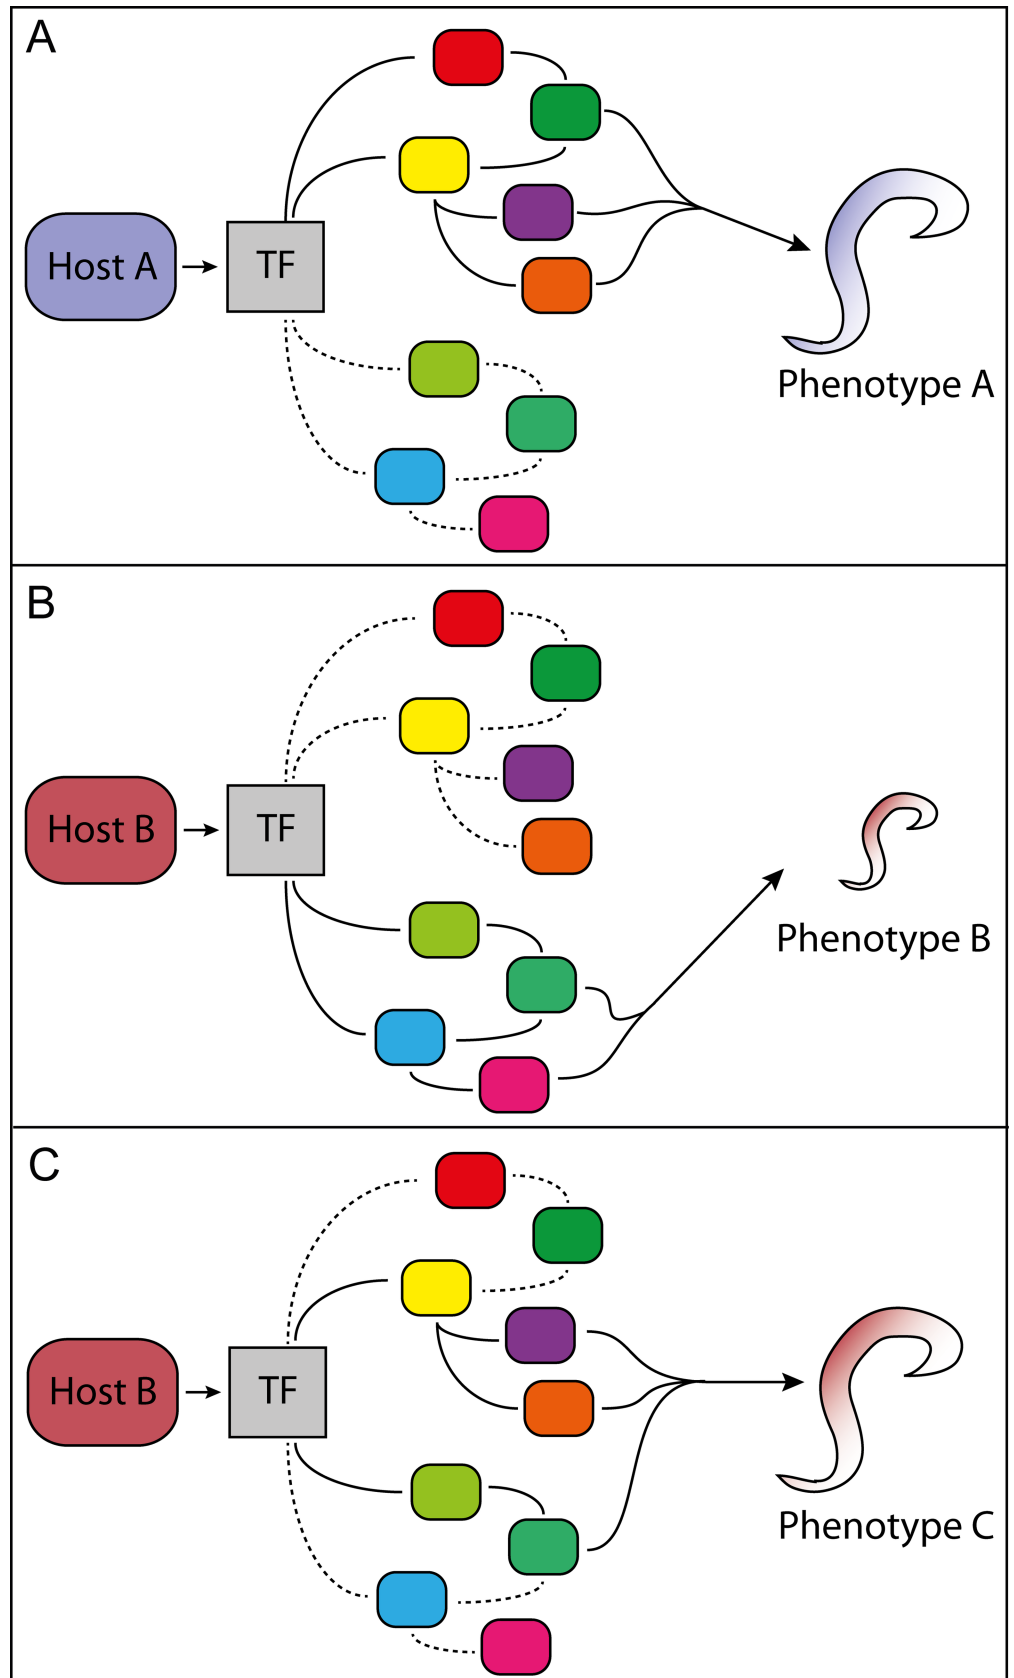 A
Host A
TF
Phenotype A
B
Host B
TF
Phenotype B
C
Host B
TF
Phenotype C